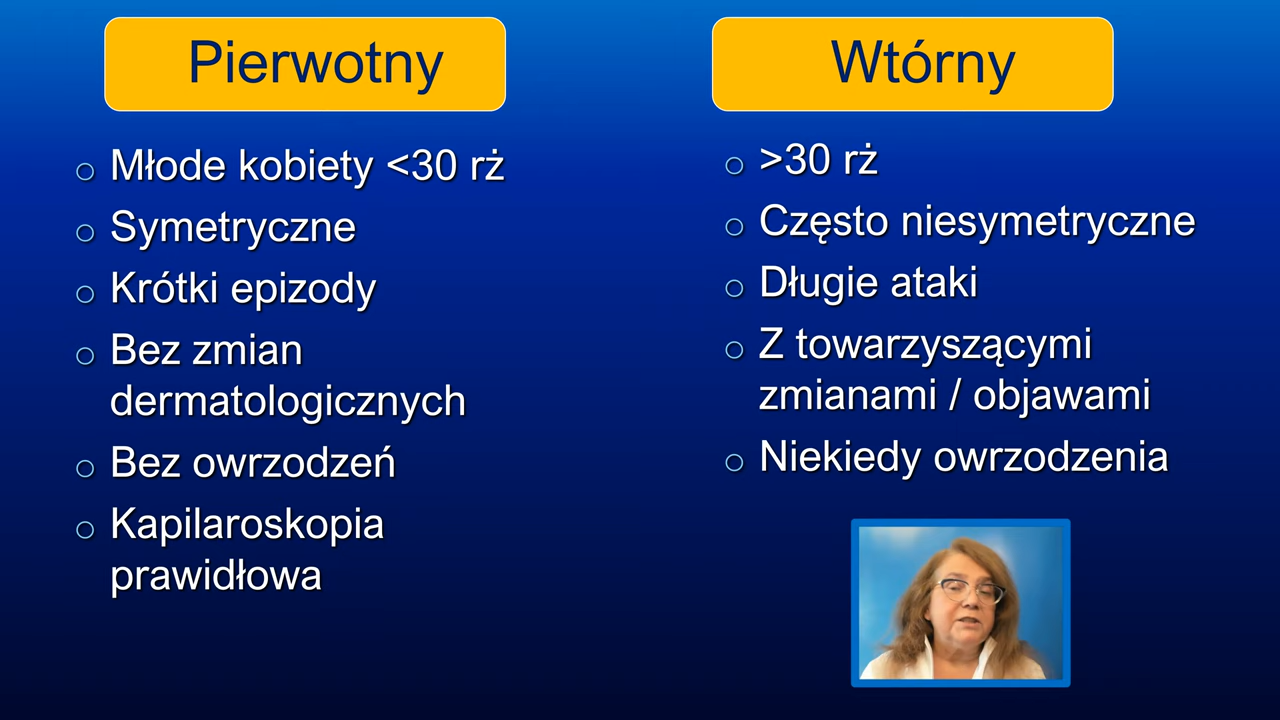 Pierwotny
Młode kobiety <30 rż
Symetryczne
Krótki epizody
Bez zmian
dermatologicznych
Bez owrzodzeń
Kapilaroskopia
prawidłowa
Wtórny
>30 rż
Często niesymetryczne
Długie ataki
Z towarzyszącymi
zmianami / objawami
Niekiedy owrzodzenia